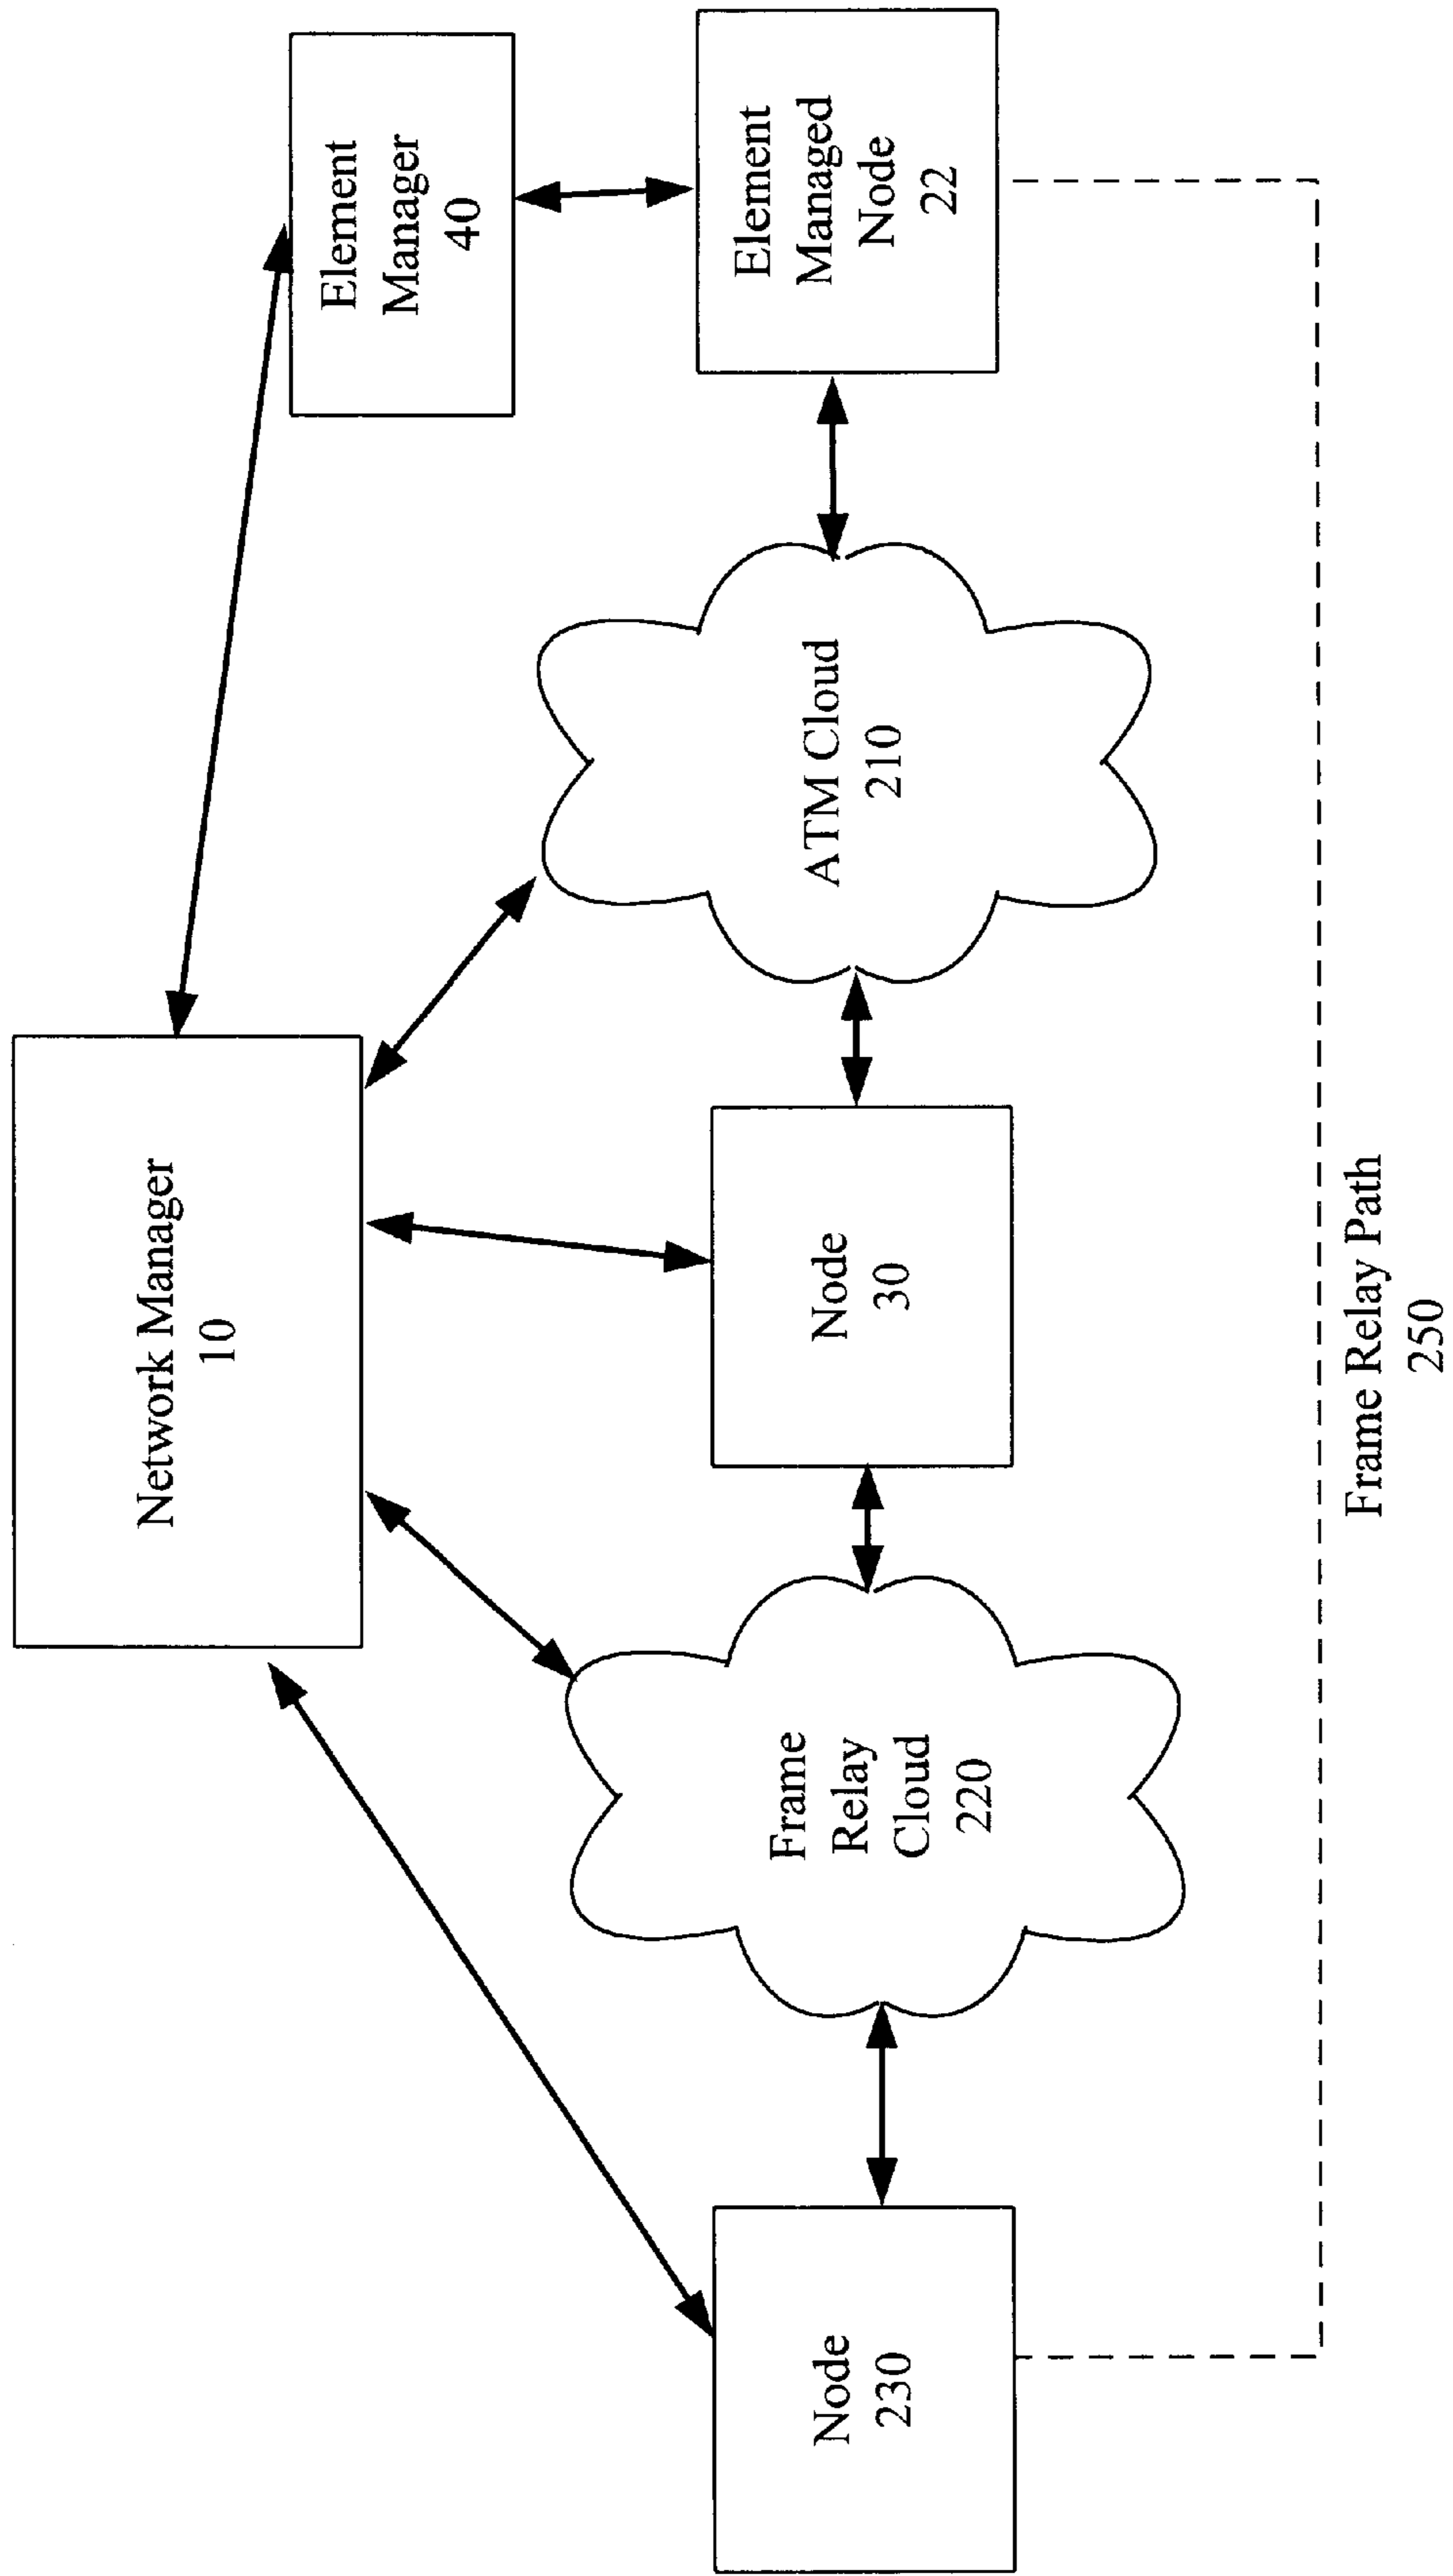 Network Manager
10
Element
Manager
40
Node
230
Frame
Relay
Cloud
220
Node
30
ATM Cloud
210
Element
Managed
Node
22
Frame Relay Path
250